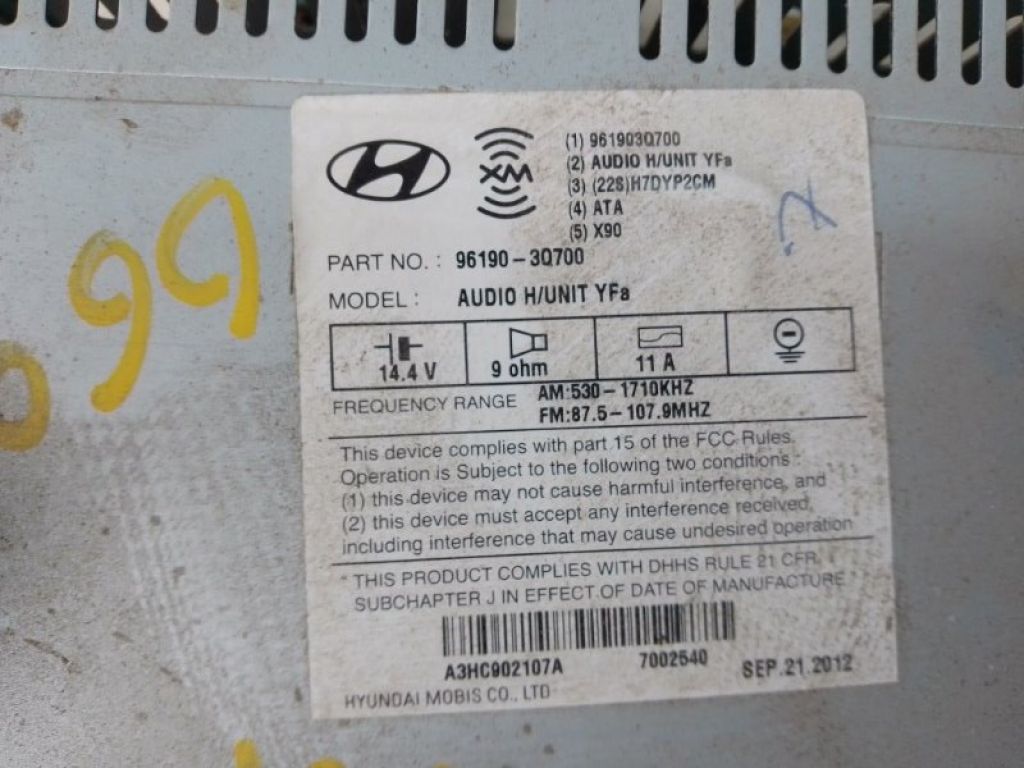 XM
(1) 961903Q700
(2) AUDIO H/UNIT YFa
(3) (22S)H7DYP2CM
(4) ATA
(5) X90
PART NO. : 96190-3Q700
MODEL : AUDIO H/UNIT YFa
14.4 V 9 ohm 11 A
FREQUENCY RANGE AM:530-1710KHZ
FM:87.5-107.9MHZ
This device complies with part 15 of the FCC Rules.
Operation is Subject to the following two conditions :
(1) this device may not cause harmful interference, and
(2) this device must accept any interference received,
including interference that may cause undesired operation
" THIS PRODUCT COMPLIES WITH DHHS RULE 21 CFR,
SUBCHAPTER J IN EFFECT OF DATE OF MANUFACTURE "
A3HC902107A 7002540 SEP.21.2012
HYUNDAI MOBIS CO., LTD